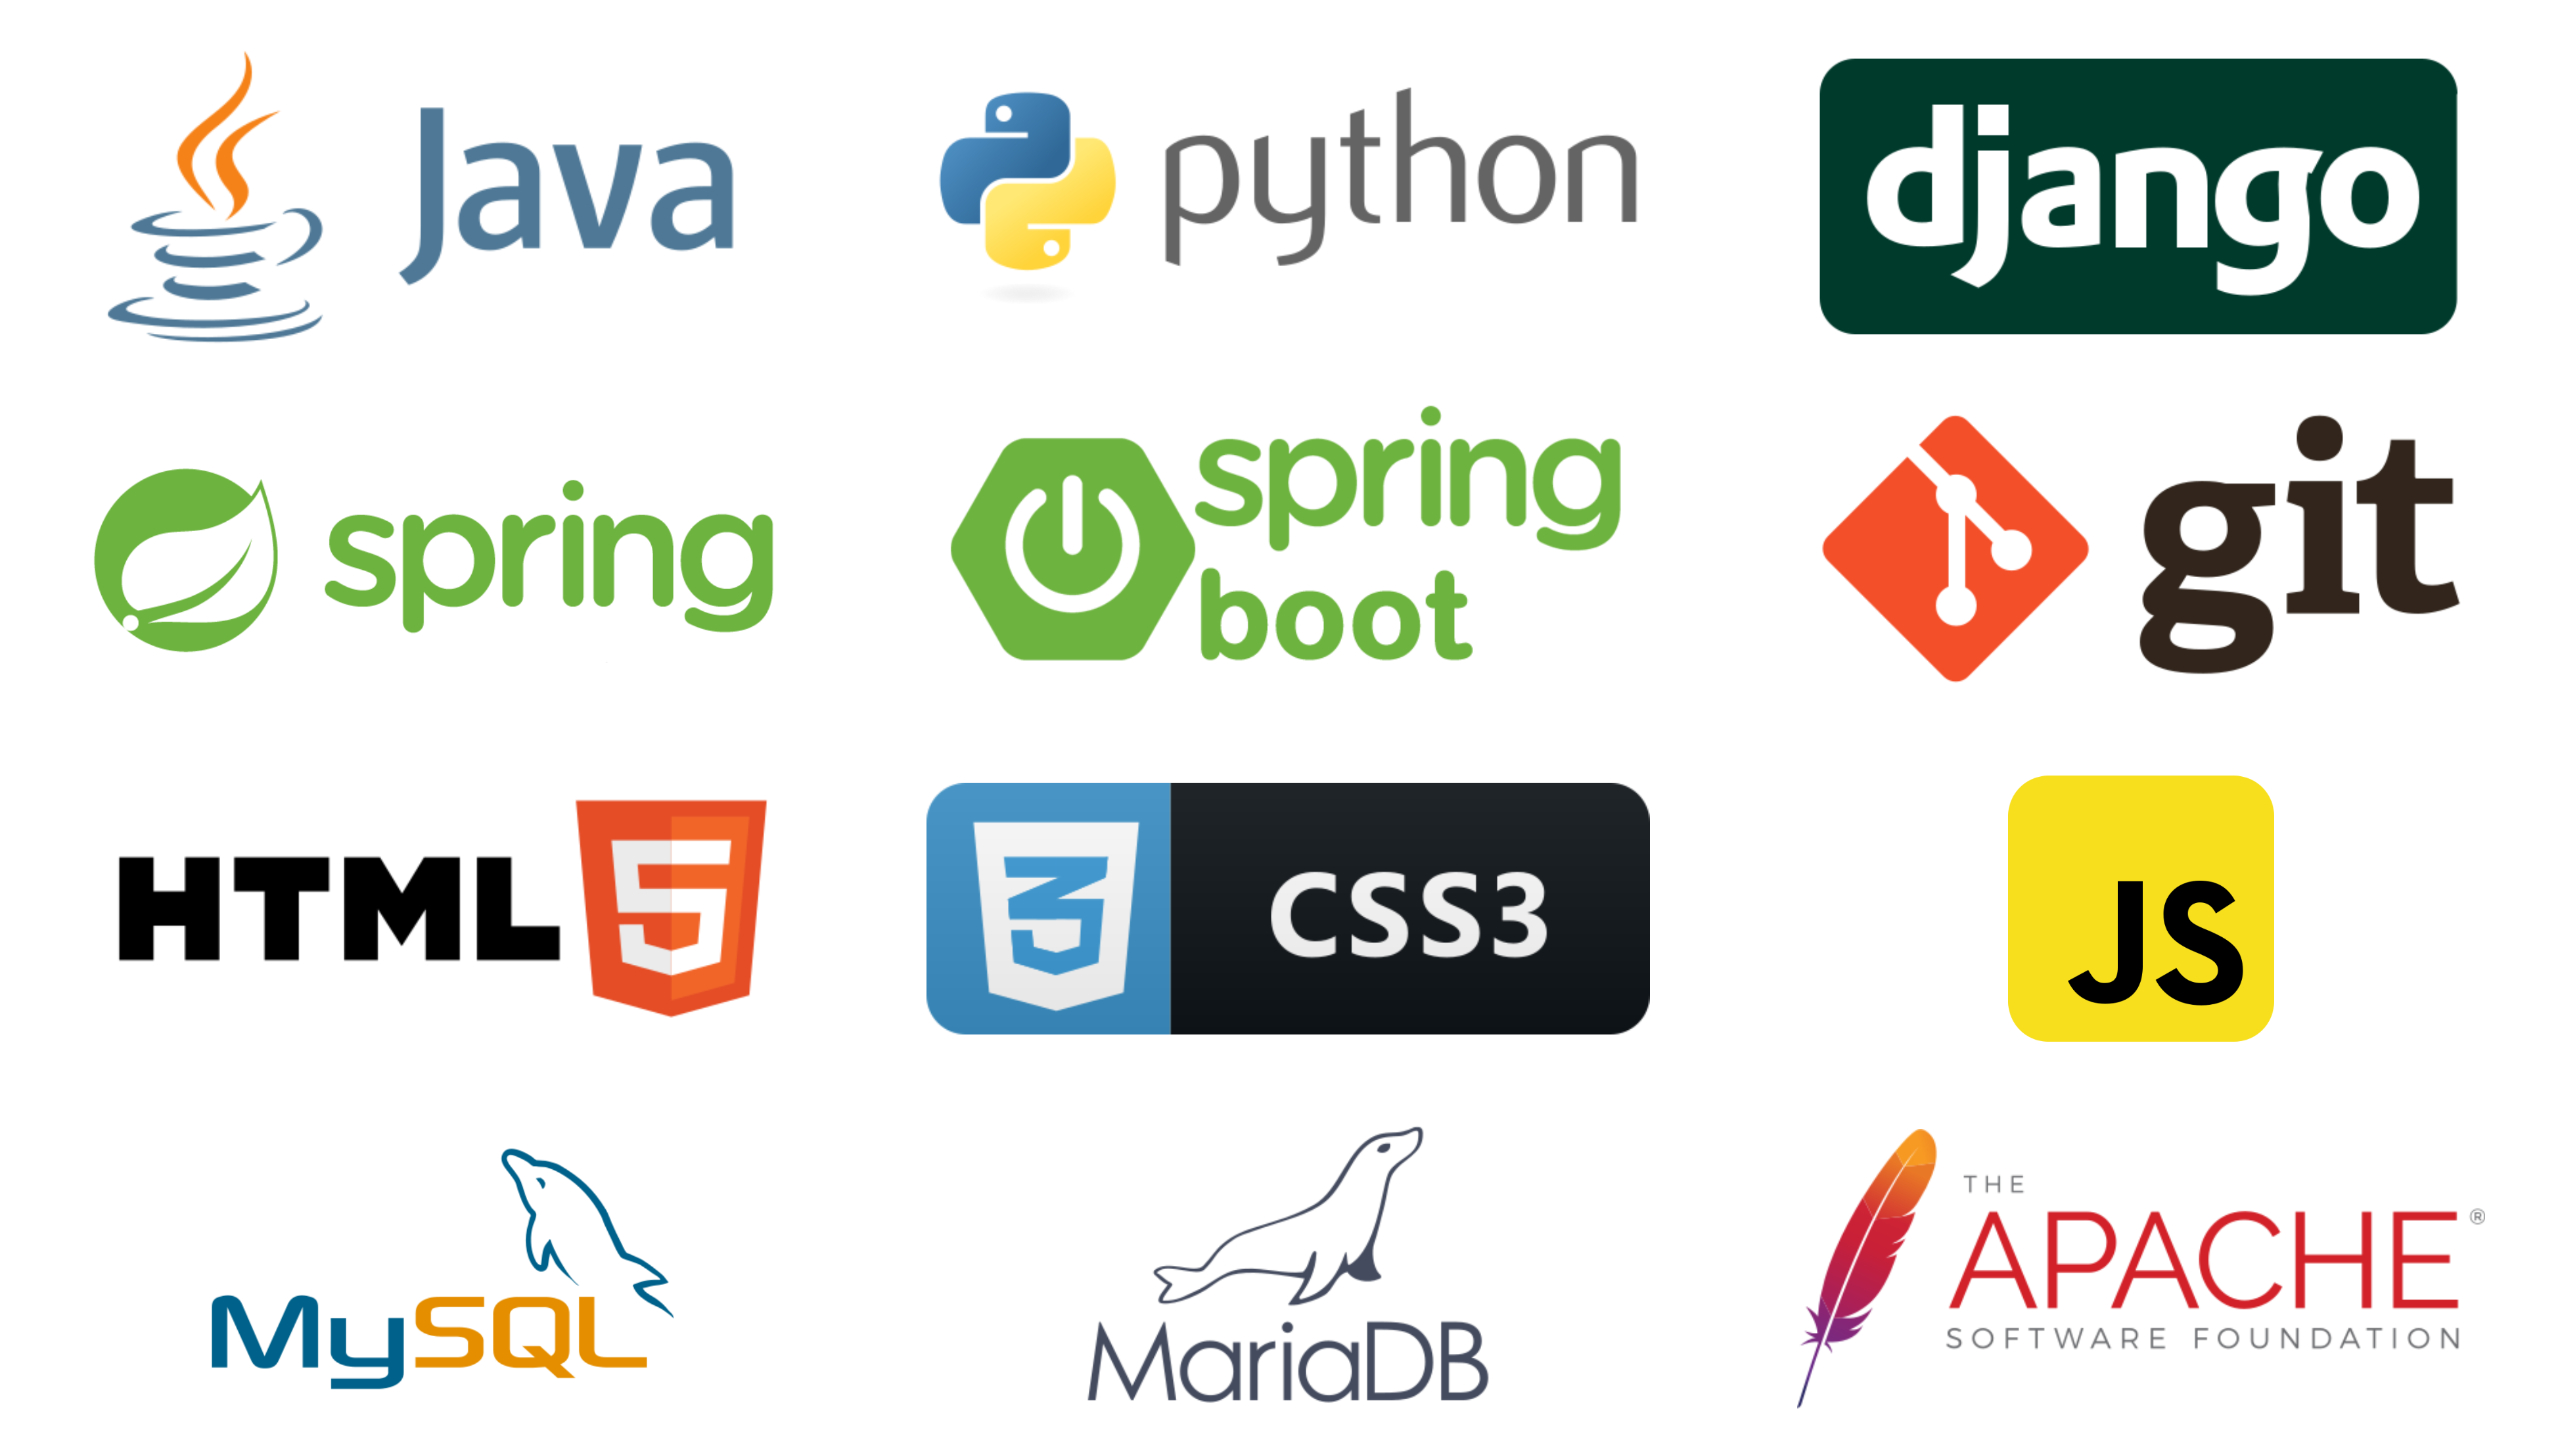 Java
python
django
spring
spring
boot
git
HTML 5
3 CSS3
JS
MySQL
MariaDB
THE
APACHE®
SOFTWARE FOUNDATION